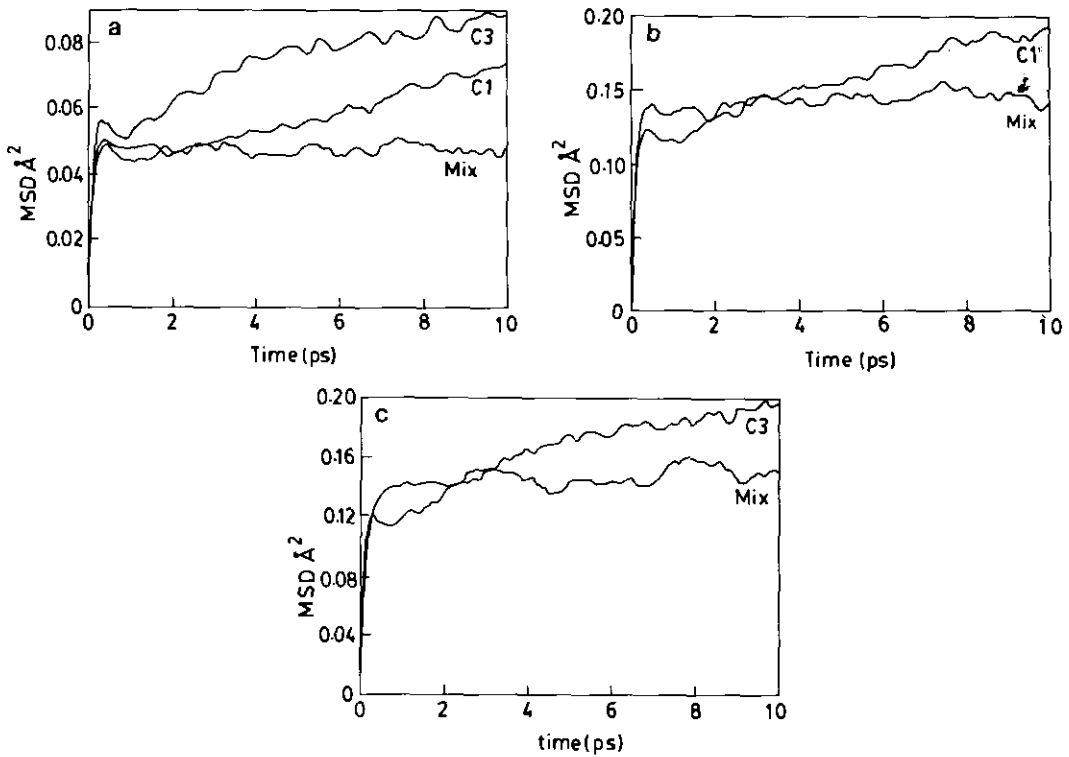 a
0.08
0.06
0.04
0.02
0
MSD Å²
C3
C1
Mix
0 2 4 6 8 10
Time(ps)
b
0.20
0.15
0.10
0.05
0
MSD Å²
C1
Mix
0 2 4 6 8 10
Time(ps)
c
0.20
0.16
0.12
0.08
0.04
0
MSD Å²
C3
Mix
0 2 4 6 8 10
time(ps)